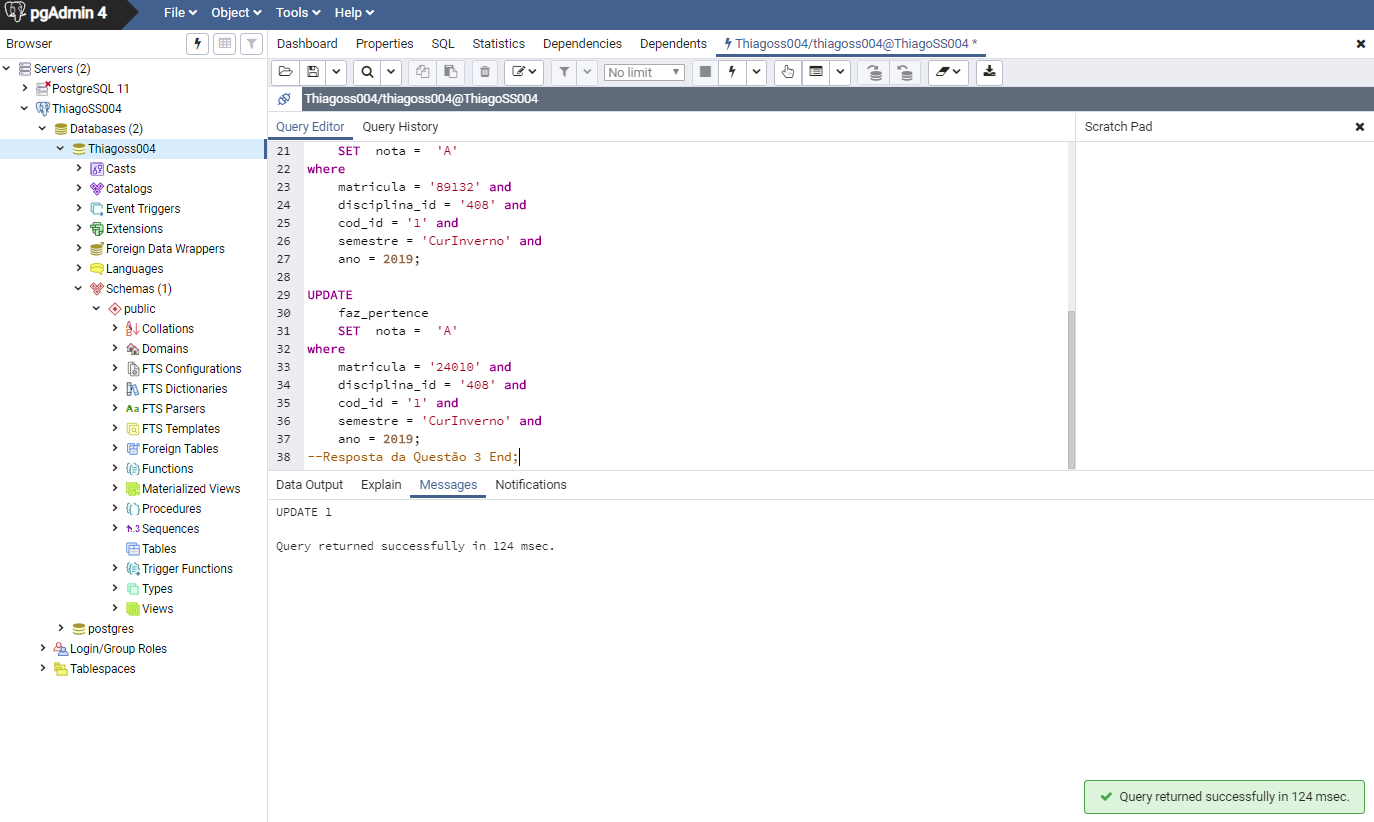 pgAdmin 4 File Object Tools Help
Browser
Dashboard Properties SQL Statistics Dependencies Dependents Thiagoss004/thiagoss004@ThiagoSS004 *
No limit
Thiagoss004/thiagoss004@ThiagoSS004
Servers (2)
PostgreSQL 11
ThiagoSS004
Databases (2)
Thiagoss004
Casts
Catalogs
Event Triggers
Extensions
Foreign Data Wrappers
Languages
Schemas (1)
public
Collations
Domains
FTS Configurations
FTS Dictionaries
Aa FTS Parsers
FTS Templates
Foreign Tables
Functions
Materialized Views
Procedures
1..3 Sequences
Tables
Trigger Functions
Types
Views
postgres
Login/Group Roles
Tablespaces
Query Editor Query History
Scratch Pad
21 SET nota = 'A'
22 where
23 matricula = '89132' and
24 disciplina_id = '408' and
25 cod_id = '1' and
26 semestre = 'CurInverno' and
27 ano = 2019;
28
29 UPDATE
30 faz_pertence
31 SET nota = 'A'
32 where
33 matricula = '24010' and
34 disciplina_id = '408' and
35 cod_id = '1' and
36 semestre = 'CurInverno' and
37 ano = 2019;
38 --Resposta da Questão 3 End;
Data Output Explain Messages Notifications
UPDATE 1
Query returned successfully in 124 msec.
Query returned successfully in 124 msec.